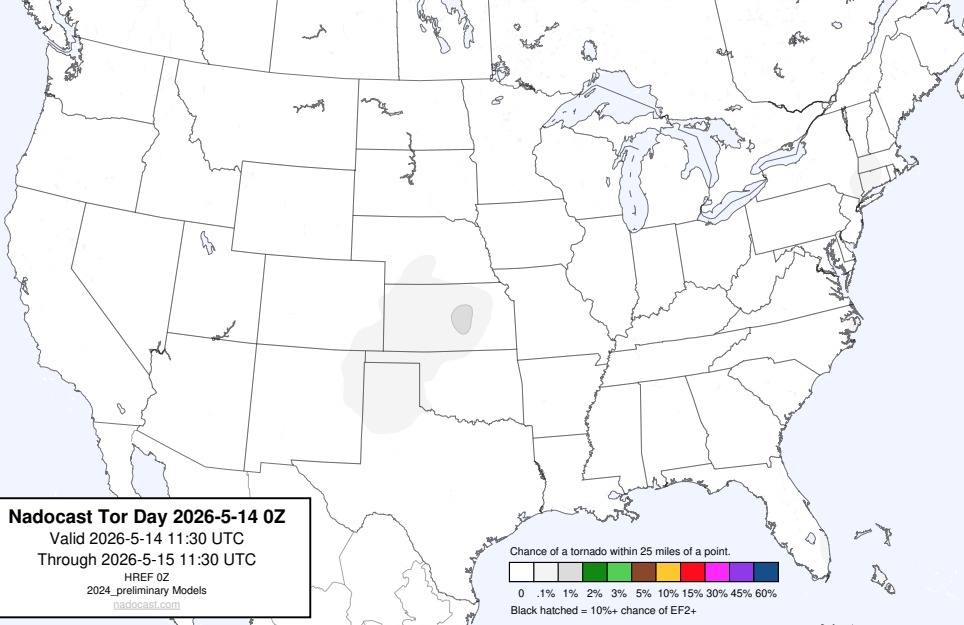 Nadocast Tor Day 2026-5-14 0Z
Valid 2026-5-14 11:30 UTC
Through 2026-5-15 11:30 UTC
HREF 0Z
2024_preliminary Models
nadocast.com
Chance of a tornado within 25 miles of a point.
0 .1% 1% 2% 3% 5% 10% 15% 30% 45% 60%
Black hatched = 10%+ chance of EF2+